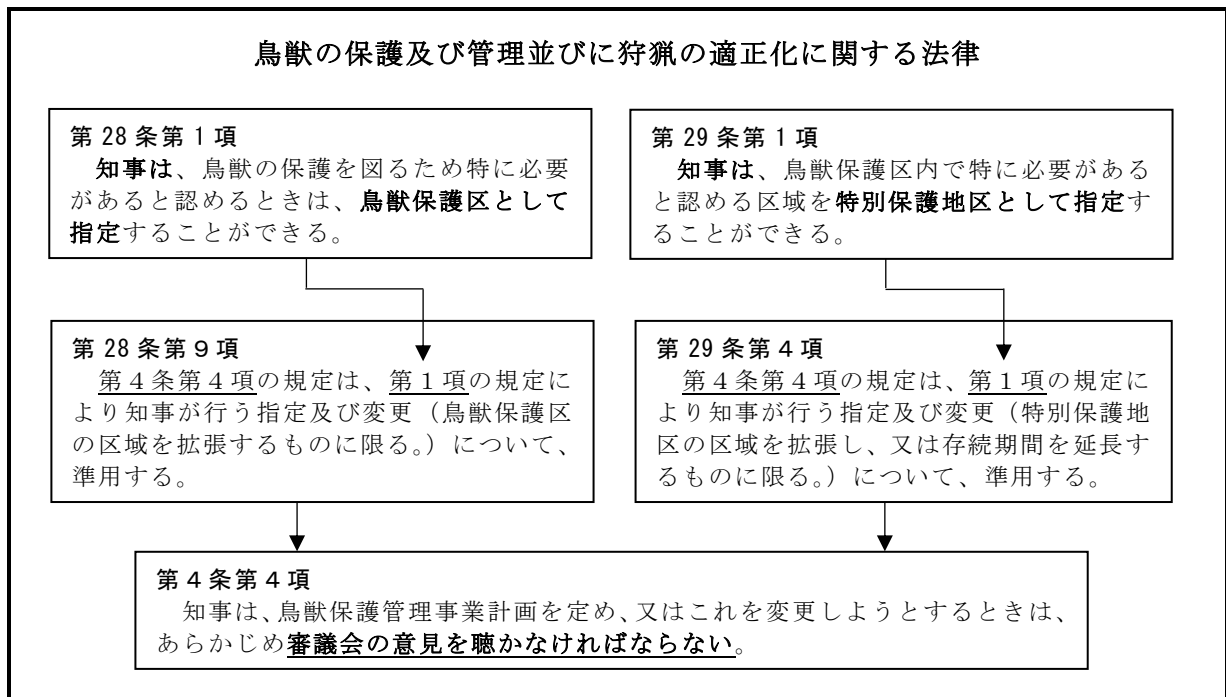 鳥獣の保護及び管理並びに狩猟の適正化に関する法律
第28条第1項
知事は、鳥獣の保護を図るため特に必要
があると認めるときは、鳥獣保護区として
指定することができる。
第29条第1項
知事は、鳥獣保護区内で特に必要がある
と認める区域を特別保護地区として指定す
ることができる。
第28条第９項
第４条第４項の規定は、第１項の規定に
より知事が行う指定及び変更（鳥獣保護区
の区域を拡張するものに限る。）について、
準用する。
第29条第４項
第４条第４項の規定は、第１項の規定に
より知事が行う指定及び変更（特別保護地
区の区域を拡張し、又は存続期間を延長す
るものに限る。）について、準用する。
第４条第４項
知事は、鳥獣保護管理事業計画を定め、又はこれを変更しようとするときは、
あらかじめ審議会の意見を聴かなければならない。